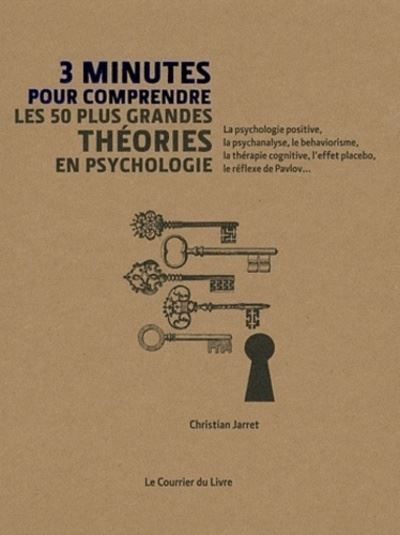 3 MINUTES
POUR COMPRENDRE
LES 50 PLUS GRANDES
THÉORIES
EN PSYCHOLOGIE
La psychologie positive,
la psychanalyse, le behaviorisme,
la thérapie cognitive, l'effet placebo,
le réflexe de Pavlov...
Christian Jarret
Le Courrier du Livre